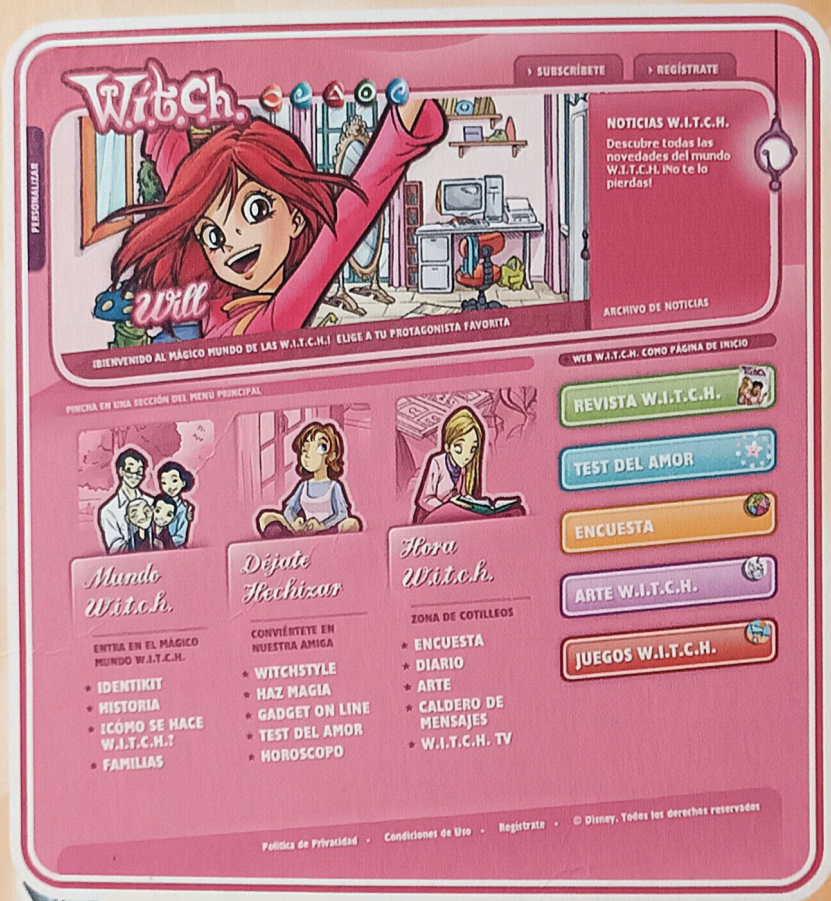 W.i.t.c.h.
› SUBSCRÍBETE
› REGÍSTRATE
PERSONALIZAR
NOTICIAS W.I.T.C.H.
Descubre todas las
novedades del mundo
W.I.T.C.H. ¡No te lo
pierdas!
ARCHIVO DE NOTICIAS
Will
¡BIENVENIDO AL MÁGICO MUNDO DE LAS W.I.T.C.H.! ELIGE A TU PROTAGONISTA FAVORITA
WEB W.I.T.C.H. COMO PÁGINA DE INICIO
PINCHA EN UNA SECCIÓN DEL MENÚ PRINCIPAL
Mundo
W.i.t.c.h.
ENTRA EN EL MÁGICO
MUNDO W.I.T.C.H.
★ IDENTIKIT
★ HISTORIA
★ ¿CÓMO SE HACE
W.I.T.C.H.?
★ FAMILIAS
Déjate
Hechizar
CONVIÉRTETE EN
NUESTRA AMIGA
★ WITCHSTYLE
★ HAZ MAGIA
★ GADGET ON LINE
★ TEST DEL AMOR
★ HOROSCOPO
Hora
W.i.t.c.h.
ZONA DE COTILLEOS
★ ENCUESTA
★ DIARIO
★ ARTE
★ CALDERO DE
MENSAJES
★ W.I.T.C.H. TV
REVISTA W.I.T.C.H.
TEST DEL AMOR
ENCUESTA
ARTE W.I.T.C.H.
JUEGOS W.I.T.C.H.
Política de Privacidad - Condiciones de Uso - Regístrate - © Disney. Todos los derechos reservados